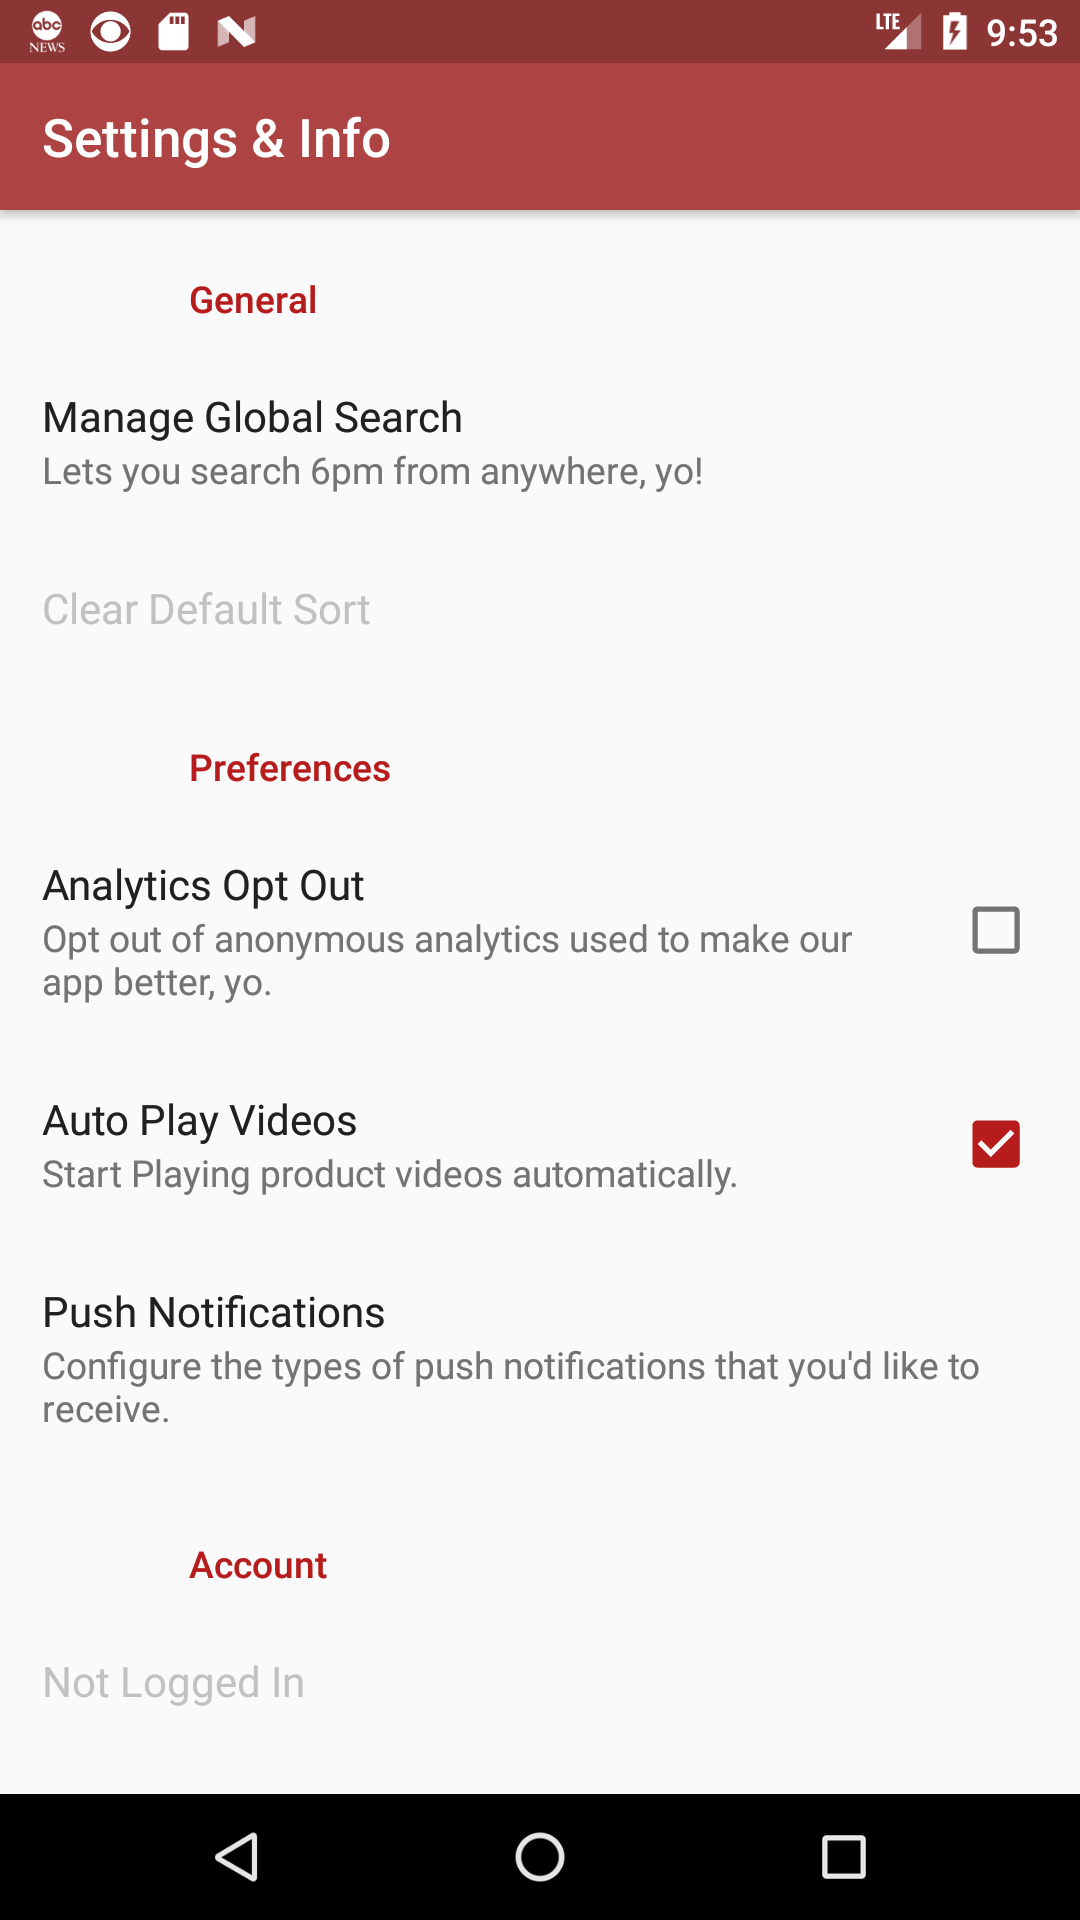 abc
NEWS
LTE
9:53
Settings & Info
General
Manage Global Search
Lets you search 6pm from anywhere, yo!
Clear Default Sort
Preferences
Analytics Opt Out
Opt out of anonymous analytics used to make our
app better, yo.
Auto Play Videos
Start Playing product videos automatically.
Push Notifications
Configure the types of push notifications that you'd like to
receive.
Account
Not Logged In